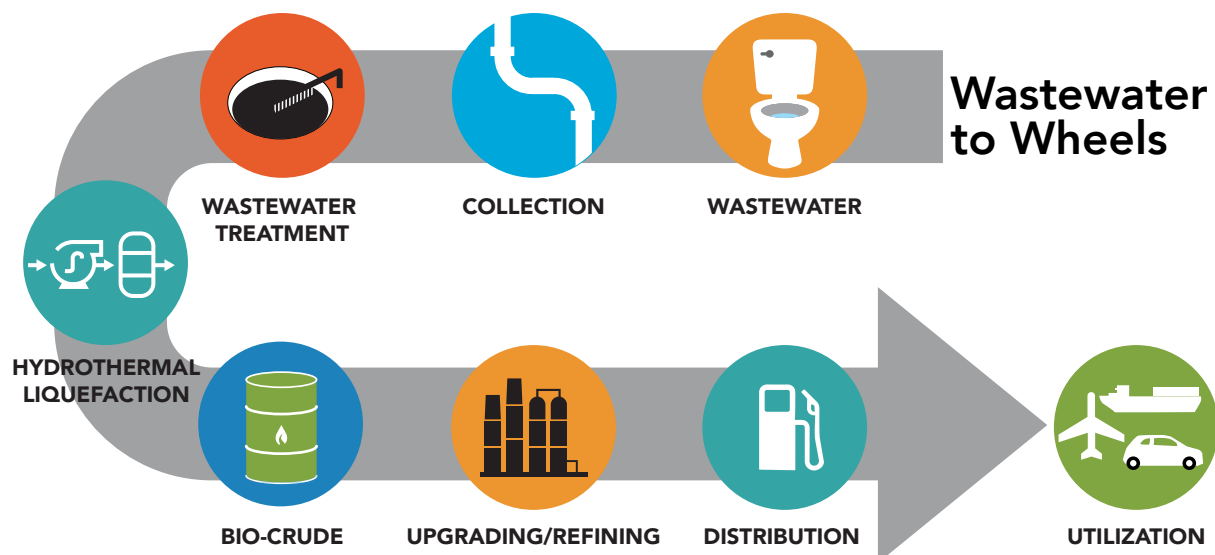 Wastewater
to Wheels
WASTEWATER
TREATMENT
COLLECTION
WASTEWATER
HYDROTHERMAL
LIQUEFACTION
BIO-CRUDE
UPGRADING/REFINING
DISTRIBUTION
UTILIZATION